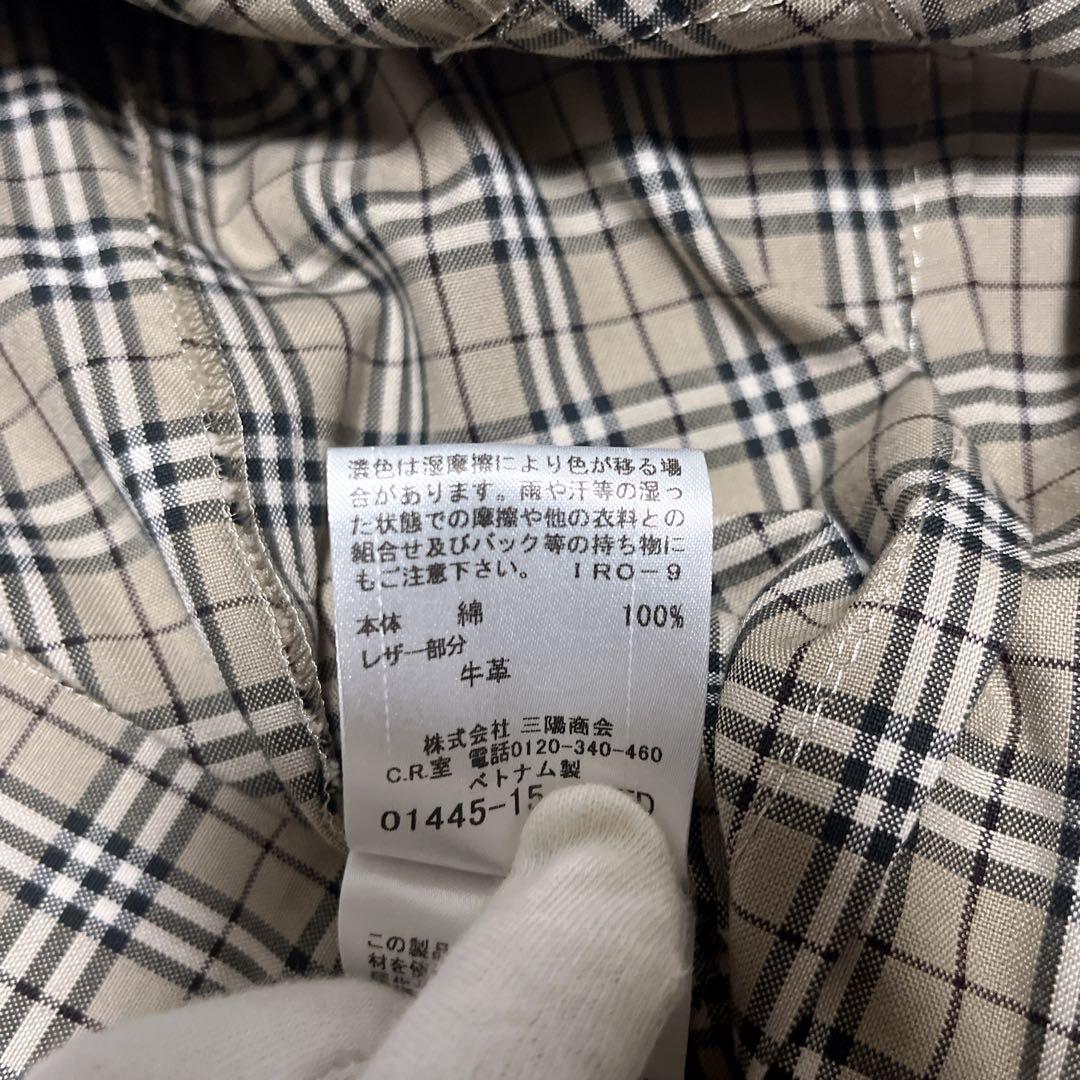 濃色は湿摩擦により色が移る場
合があります。雨や汗等の湿っ
た状態での摩擦や他の衣料との
組合せ及びバック等の持ち物に
もご注意下さい。 IRO-9
本体 綿 100%
レザー部分
牛革
株式会社 三陽商会
C.R.室 電話0120-340-460
ベトナム製
01445-15
この製品
材を使